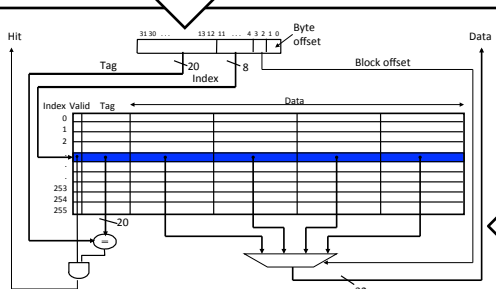 Hit
31 30 . . . 13 12 11 . . . 4 3 2 1 0
Byte
offset
Data
Tag
20
8
Block offset
Index
Data
Index Valid Tag
0
1
2
.
.
.
253
254
255
20
=